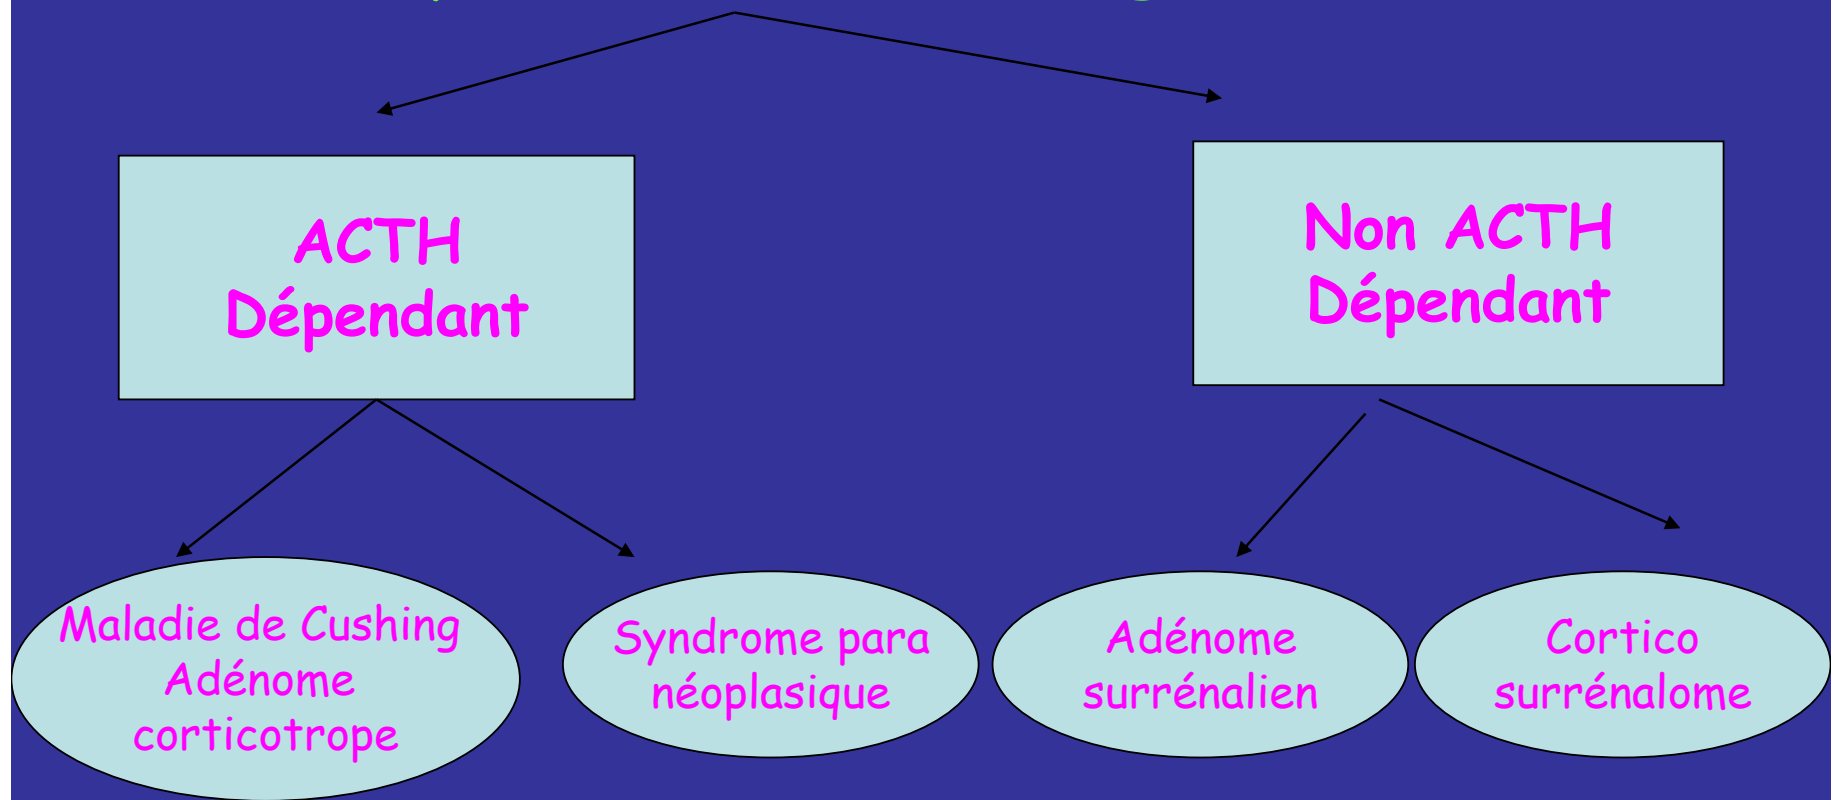 ACTH
Dépendant
Non ACTH
Dépendant
Maladie de Cushing
Adénome
corticotrope
Syndrome para
néoplasique
Adénome
surrénalien
Cortico
surrénalome